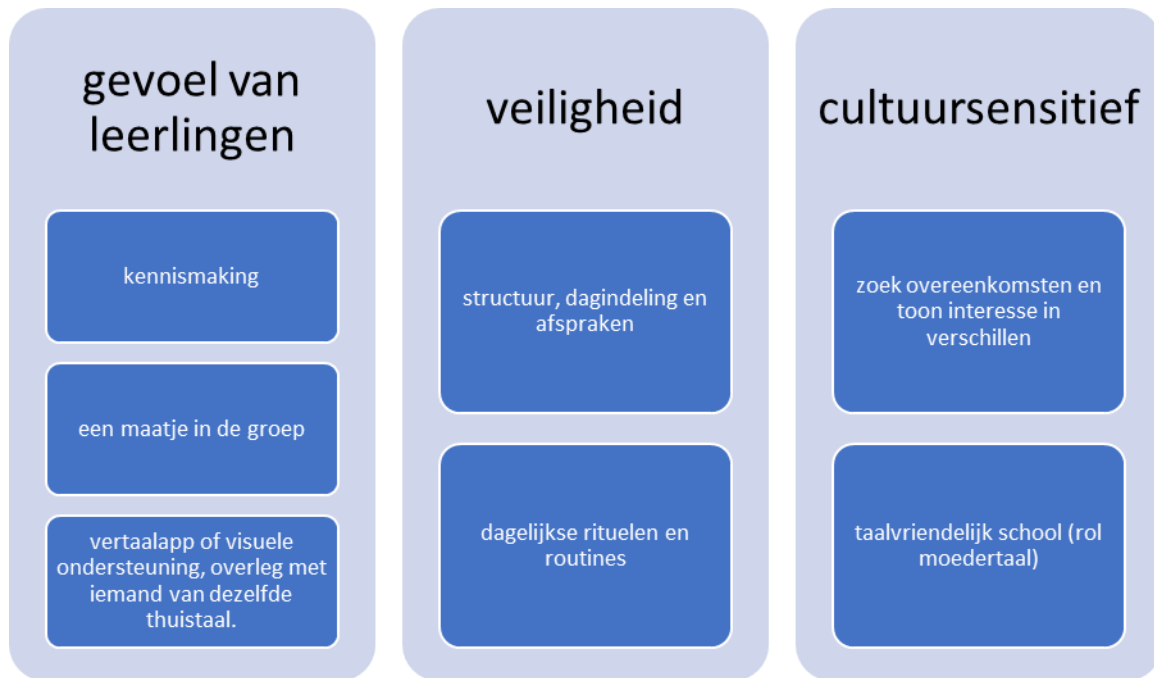 gevoel van
leerlingen
kennismaking
een maatje in de groep
vertaalapp of visuele
ondersteuning, overleg met
iemand van dezelfde
thuistaal.
veiligheid
structuur, dagindeling en
afspraken
dagelijkse rituelen en
routines
cultuursensitief
zoek overeenkomsten en
toon interesse in
verschillen
taalvriendelijk school (rol
moedertaal)